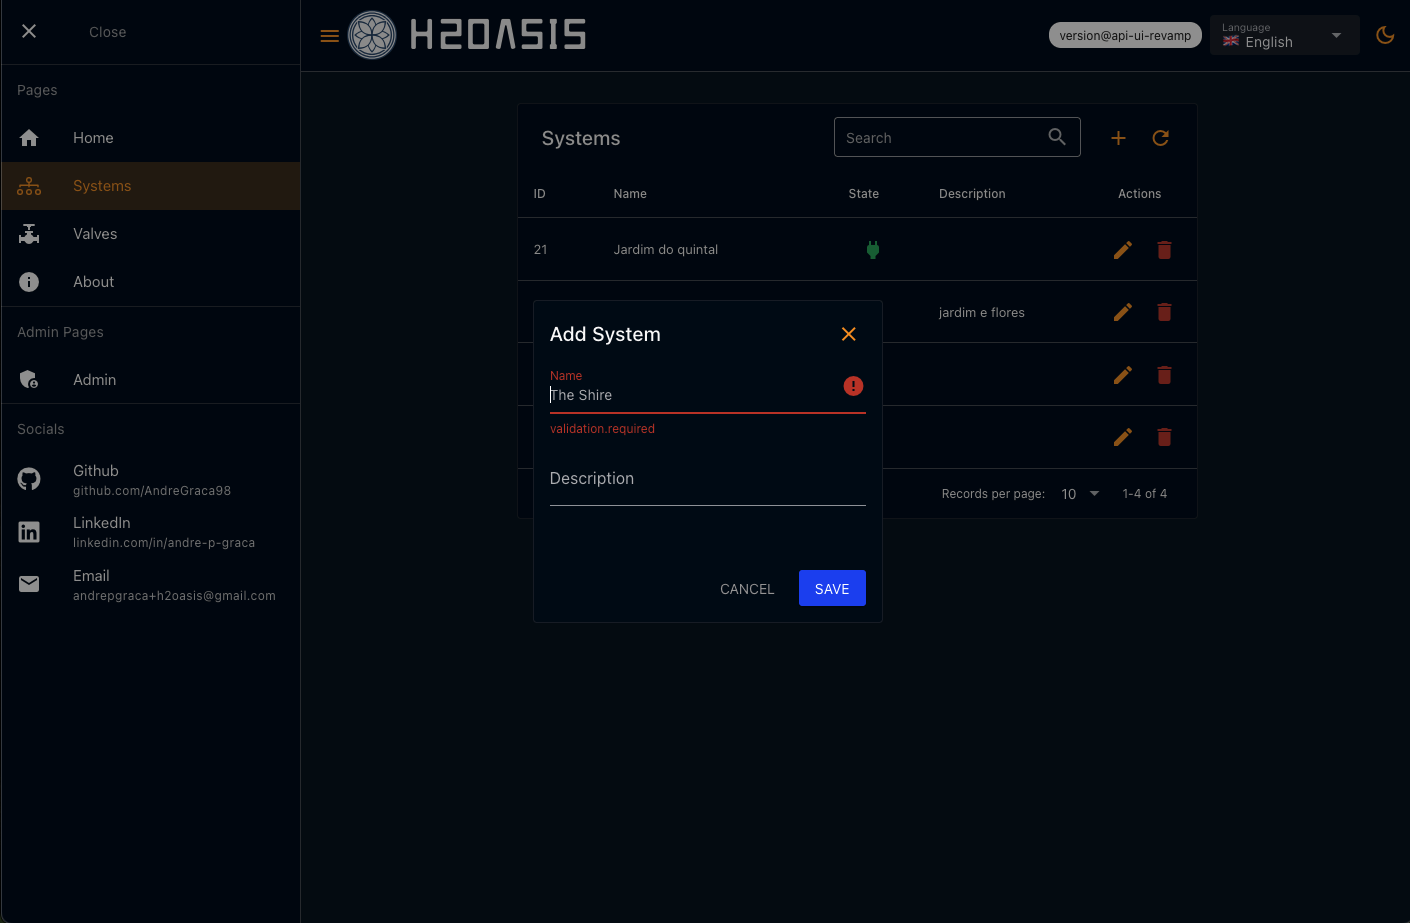 Close
Pages
Home
Systems
Valves
About
Admin Pages
Admin
Socials
Github
github.com/AndreGraca98
LinkedIn
linkedin.com/in/andre-p-graca
Email
andrepgraca+h2oasis@gmail.com
H2OASIS
version@api-ui-revamp
Language
English
Systems
Search
ID Name State Description Actions
21 Jardim do quintal
jardim e flores
Add System
Name
The Shire
validation.required
Description
CANCEL SAVE
Records per page: 10 1-4 of 4